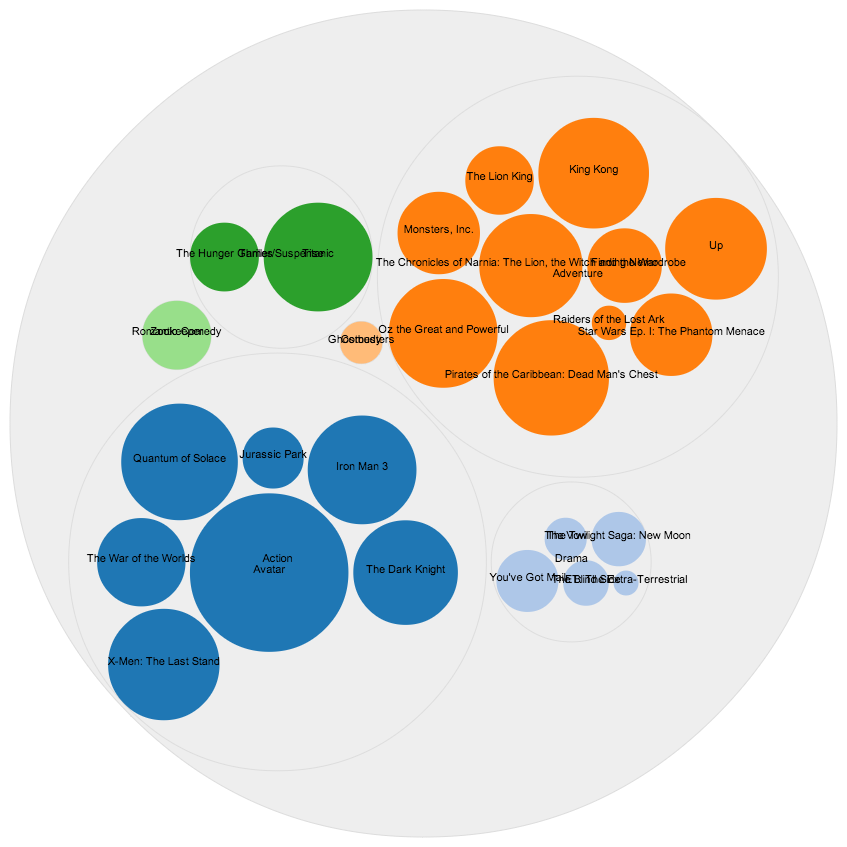 King Kong
The Lion King
Monsters, Inc.
Up
The Hunger Games
Thriller/Suspense
Titanic
The Chronicles of Narnia: The Lion, the Witch and the Wardrobe
Finding Nemo
Adventure
Raiders of the Lost Ark
Star Wars Ep. I: The Phantom Menace
Oz the Great and Powerful
Romantic Comedy
Zookeeper
Ghostbusters
Comedy
Pirates of the Caribbean: Dead Man's Chest
Quantum of Solace
Jurassic Park
Iron Man 3
The War of the Worlds
Action
Avatar
The Dark Knight
X-Men: The Last Stand
The Vow
The Twilight Saga: New Moon
Drama
You've Got Mail
The Blind Side
ET: The Extra-Terrestrial